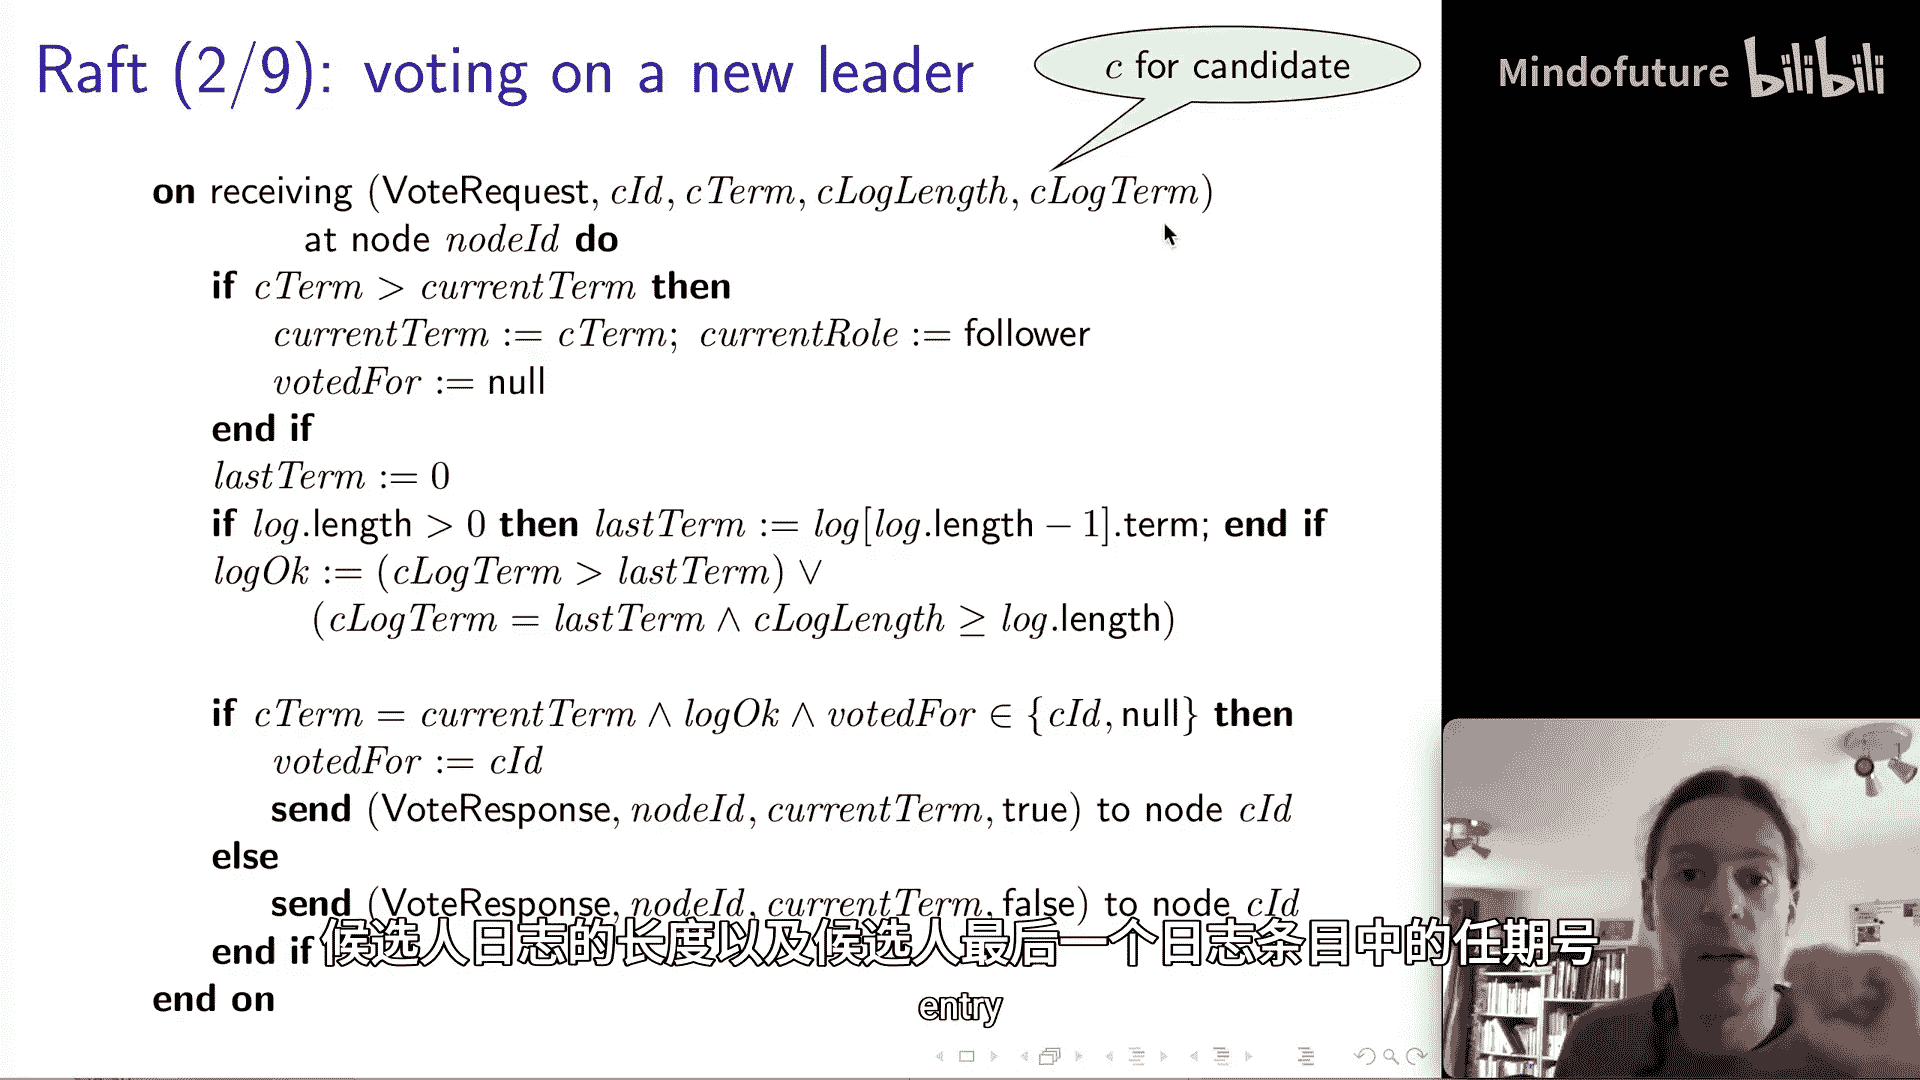 Raft (2/9): voting on a new leader
c for candidate
Mindofuture bilibili
on receiving (VoteRequest, cId, cTerm, cLogLength, cLogTerm)
at node nodeId do
if cTerm > currentTerm then
currentTerm := cTerm; currentRole := follower
votedFor := null
end if
lastTerm := 0
if log.length > 0 then lastTerm := log[log.length − 1].term; end if
logOk := (cLogTerm > lastTerm) ∨
(cLogTerm = lastTerm ∧ cLogLength ≥ log.length)
if cTerm = currentTerm ∧ logOk ∧ votedFor ∈ {cId, null} then
votedFor := cId
send (VoteResponse, nodeId, currentTerm, true) to node cId
else
send (VoteResponse, nodeId, currentTerm, false) to node cId
end if
候选人日志的长度以及候选人最后一个日志条目中的任期号
end on
entry